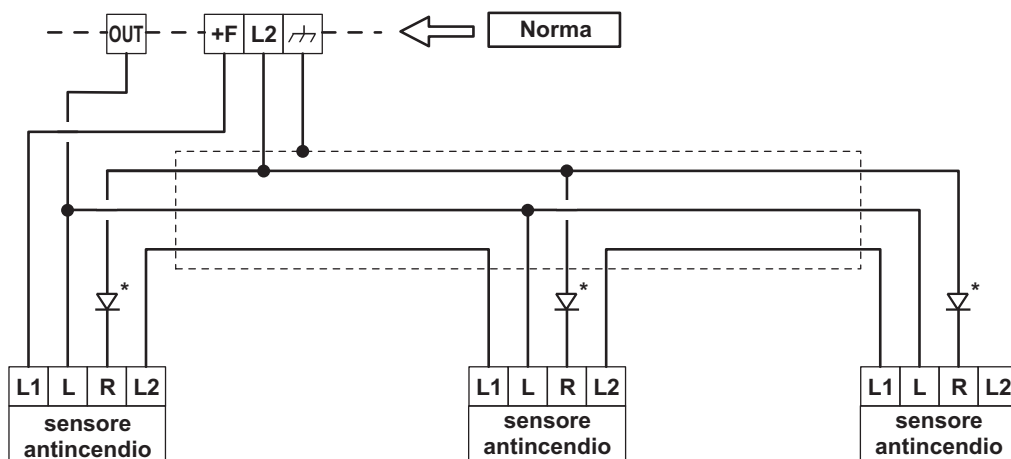 OUT +F L2 Norma
*
*
*
L1 L R L2
L1 L R L2
L1 L R L2
sensore
antincendio
sensore
antincendio
sensore
antincendio